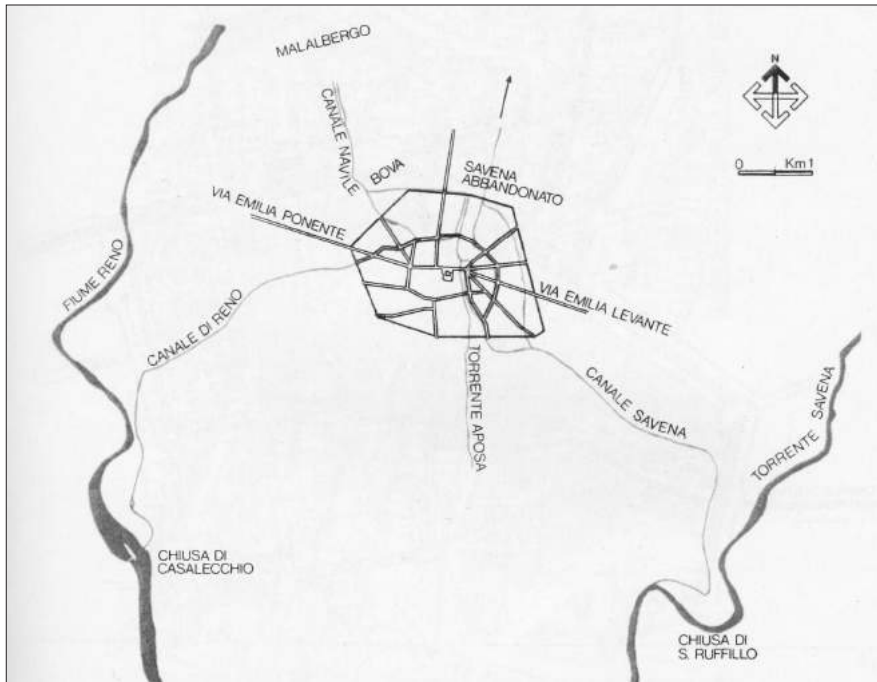 MALALBERGO
N
0 Km 1
CANALE NAVILE
BOVA
SAVENA
ABBANDONATO
VIA EMILIA PONENTE
FIUME RENO
CANALE DI RENO
VIA EMILIA LEVANTE
TORRENTE APOSA
CANALE SAVENA
TORRENTE SAVENA
CHIUSA DI
CASALECCHIO
CHIUSA DI
S. RUFFILLO